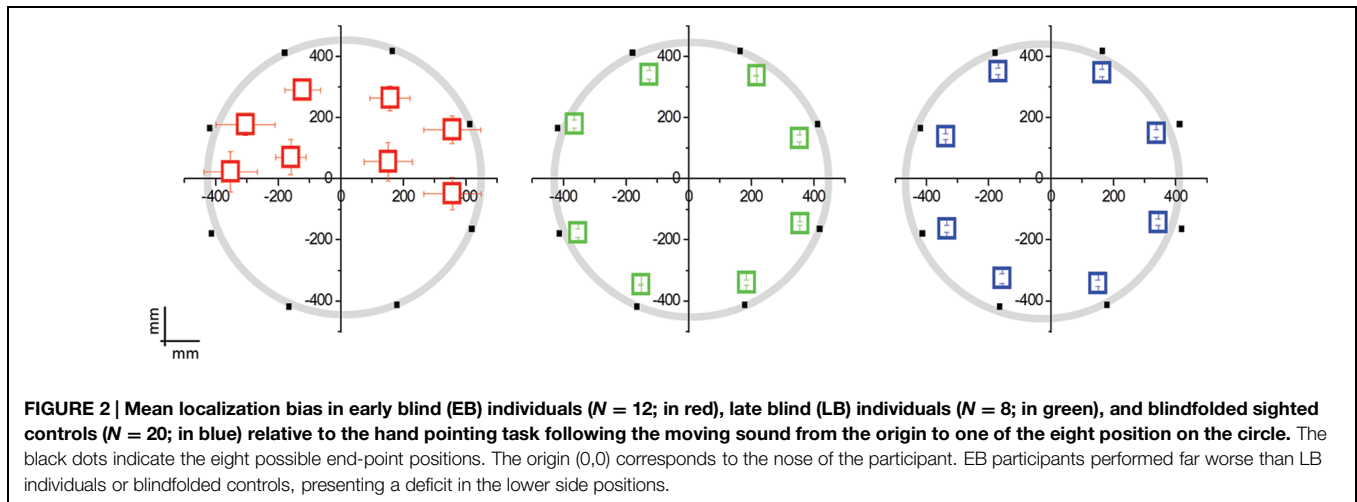 400 400 400
200 200 200
0 0 0
-400 -200 200 400 -400 -200 200 400 -400 -200 200 400
0 0 0
-200 -200 -200
-400 -400 -400
mm
mm
FIGURE 2 | Mean localization bias in early blind (EB) individuals (N = 12; in red), late blind (LB) individuals (N = 8; in green), and blindfolded sighted
controls (N = 20; in blue) relative to the hand pointing task following the moving sound from the origin to one of the eight position on the circle. The
black dots indicate the eight possible end-point positions. The origin (0,0) corresponds to the nose of the participant. EB participants performed far worse than LB
individuals or blindfolded controls, presenting a deficit in the lower side positions.